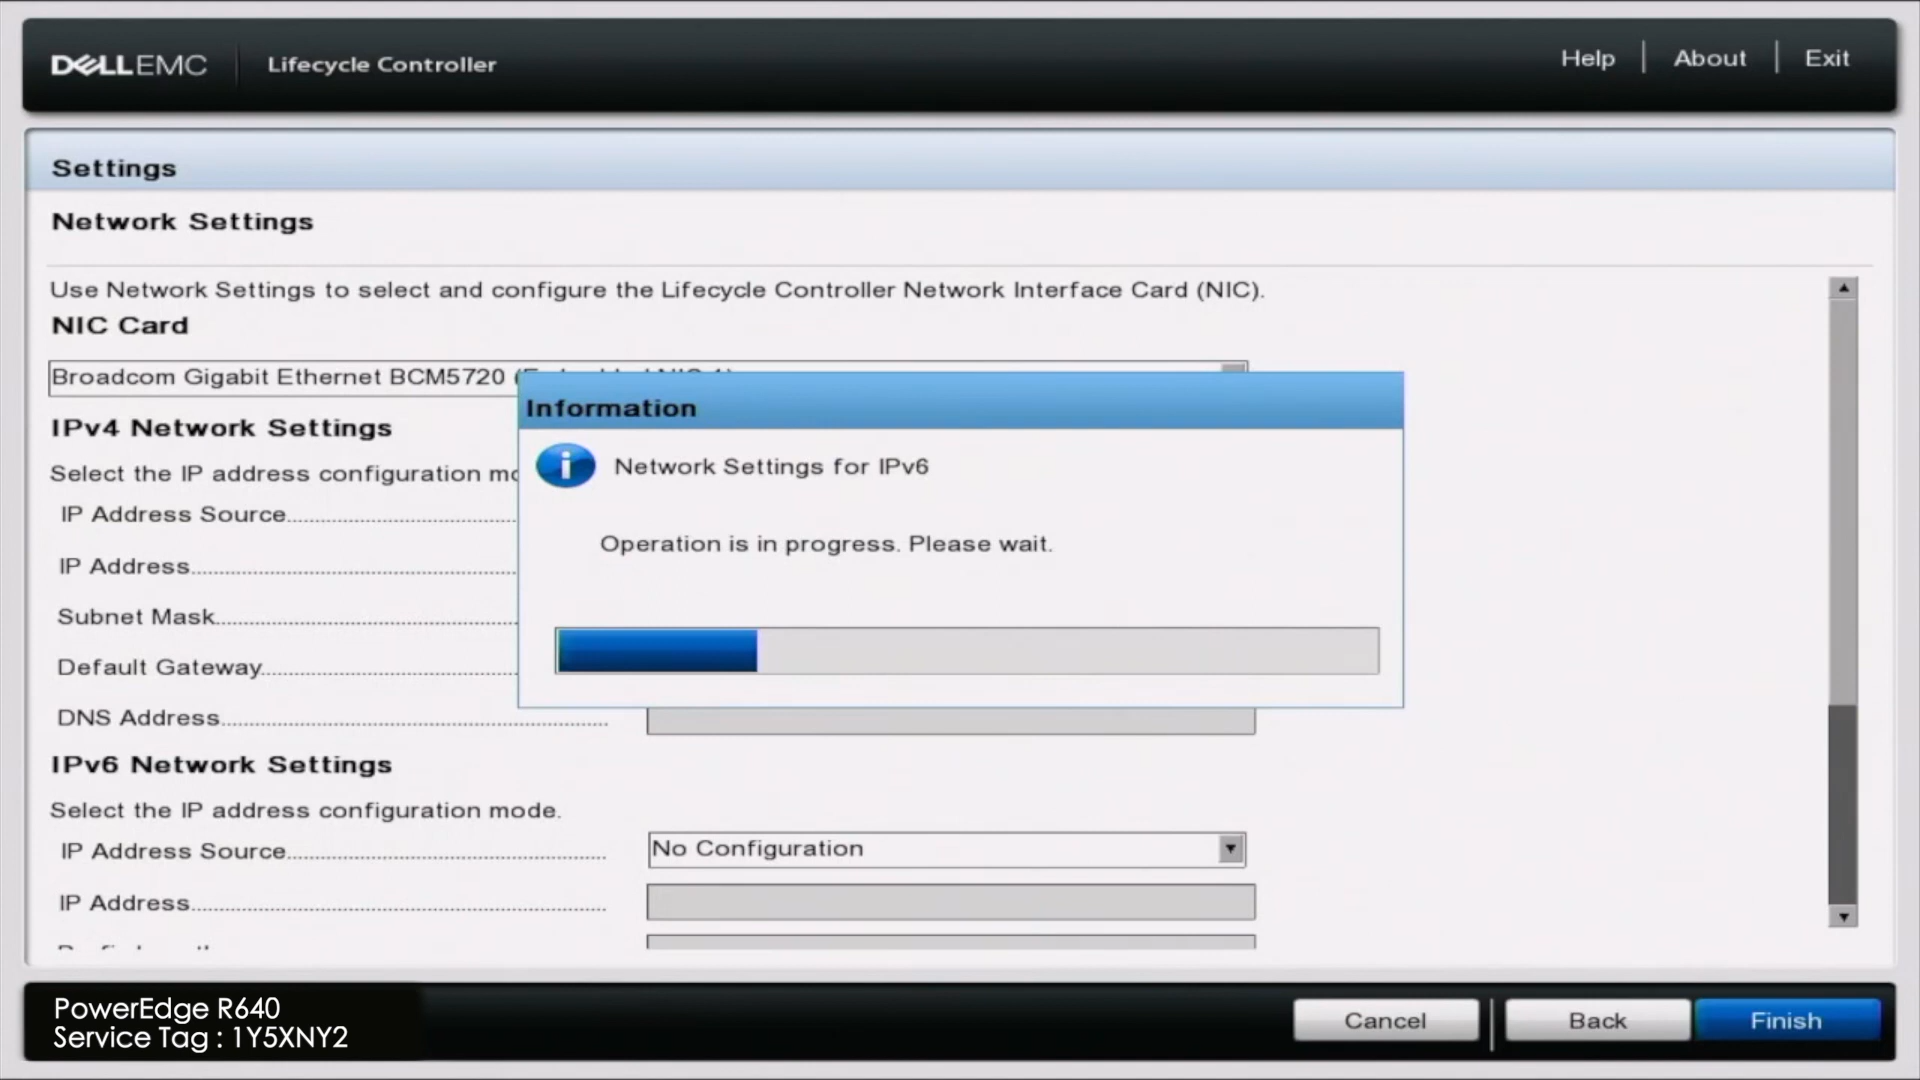 DELLEMC
Lifecycle Controller
Help
About
Exit
Settings
Network Settings
Use Network Settings to select and configure the Lifecycle Controller Network Interface Card (NIC).
NIC Card
Broadcom Gigabit Ethernet BCM5720 (
IPv4 Network Settings
Select the IP address configuration
IP Address Source
IP Address
Subnet Mask
Default Gateway
DNS Address
Information
Network Settings for IPv6
Operation is in progress. Please wait.
IPv6 Network Settings
Select the IP address configuration mode.
IP Address Source
No Configuration
IP Address
PowerEdge R640
Service Tag : 1Y5XNY2
Cancel
Back
Finish